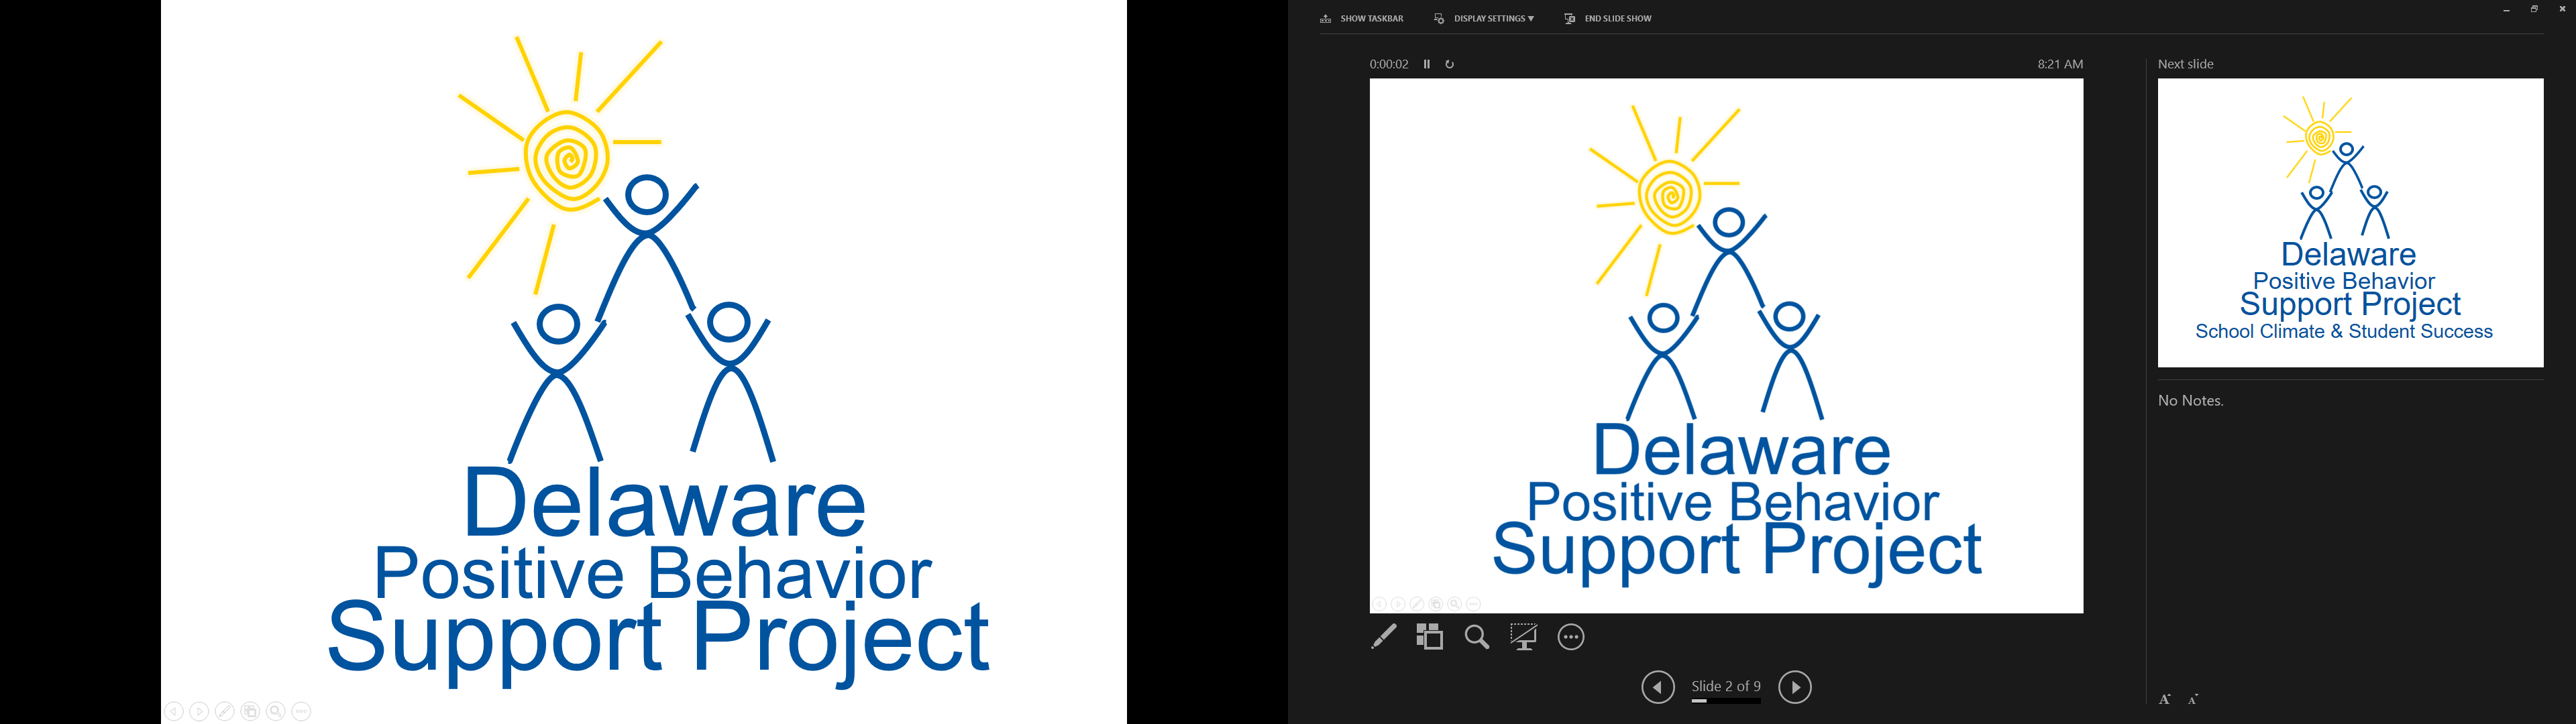 Delaware
Positive Behavior
Support Project
SHOW TASKBAR
DISPLAY SETTINGS ▼
END SLIDE SHOW
0:00:02
8:21 AM
Delaware
Positive Behavior
Support Project
Slide 2 of 9
Next slide
Delaware
Positive Behavior
Support Project
School Climate & Student Success
No Notes.
A A